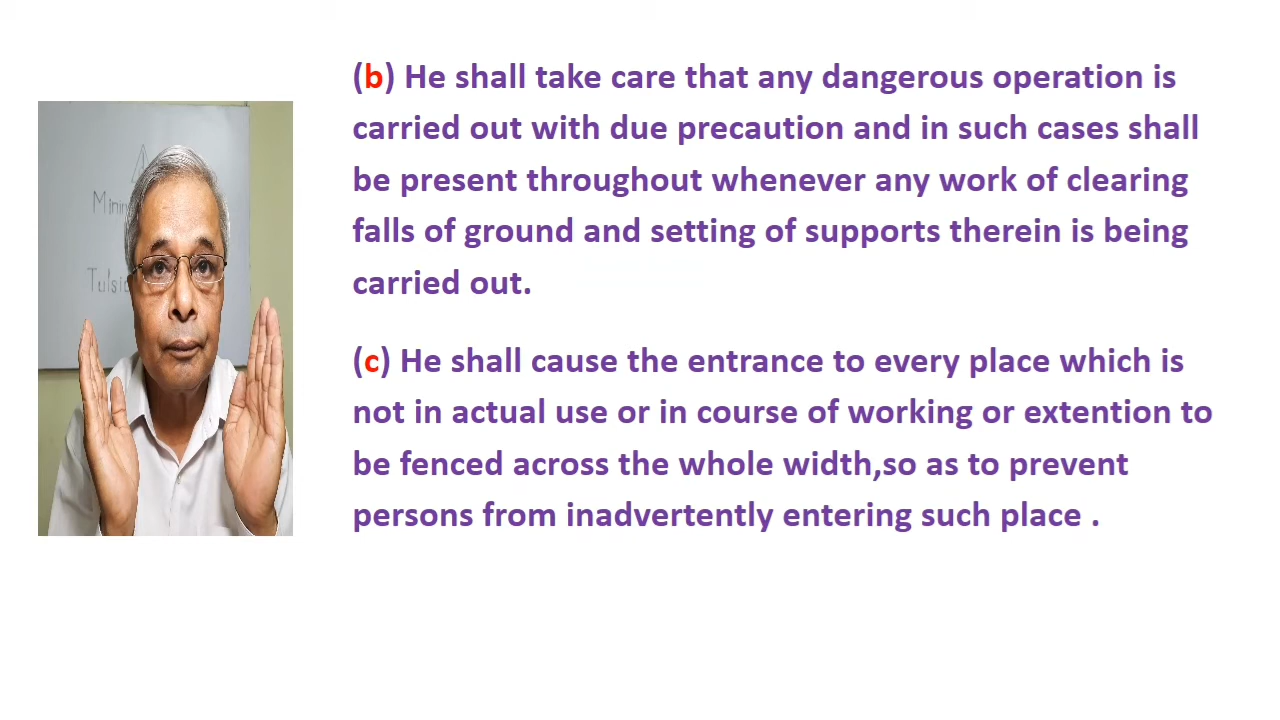 (b) He shall take care that any dangerous operation is
carried out with due precaution and in such cases shall
be present throughout whenever any work of clearing
falls of ground and setting of supports therein is being
carried out.
(c) He shall cause the entrance to every place which is
not in actual use or in course of working or extention to
be fenced across the whole width,so as to prevent
persons from inadvertently entering such place .